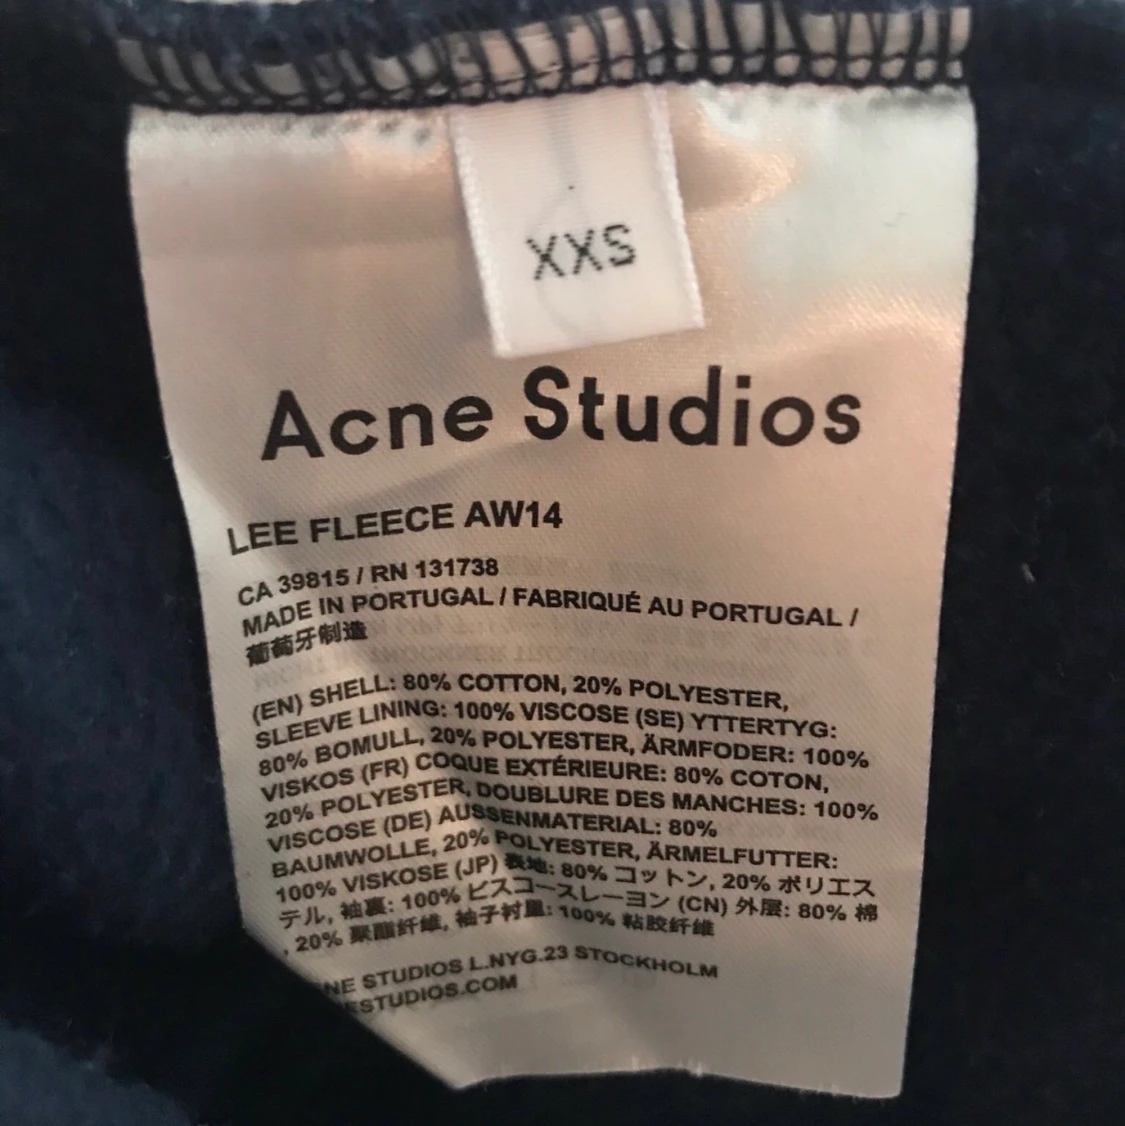 XXS
Acne Studios
LEE FLEECE AW14
CA 39815 / RN 131738
MADE IN PORTUGAL / FABRIQUÉ AU PORTUGAL /
葡萄牙制造
(EN) SHELL: 80% COTTON, 20% POLYESTER,
SLEEVE LINING: 100% VISCOSE (SE) YTTERTYG:
80% BOMULL, 20% POLYESTER, ÄRMFODER: 100%
VISKOS (FR) COQUE EXTÉRIEURE: 80% COTON,
20% POLYESTER, DOUBLURE DES MANCHES: 100%
VISCOSE (DE) AUSSENMATERIAL: 80%
BAUMWOLLE, 20% POLYESTER, ÄRMELFUTTER:
100% VISKOSE (JP) 表地: 80% コットン, 20% ポリエス
テル, 袖裏: 100% ビスコースレーヨン (CN) 外层: 80% 棉
, 20% 聚酯纤维, 袖子衬里: 100% 粘胶纤维
NE STUDIOS L.NYG.23 STOCKHOLM
ESTUDIOS.COM